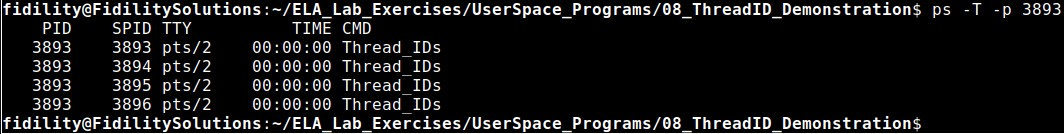 fidility@FidilitySolutions:~/ELA_Lab_Exercises/UserSpace_Programs/08_ThreadID_Demonstration$ ps -T -p 3893
PID SPID TTY TIME CMD
3893 3893 pts/2 00:00:00 Thread_IDs
3893 3894 pts/2 00:00:00 Thread_IDs
3893 3895 pts/2 00:00:00 Thread_IDs
3893 3896 pts/2 00:00:00 Thread_IDs
fidility@FidilitySolutions:~/ELA_Lab_Exercises/UserSpace_Programs/08_ThreadID_Demonstration$